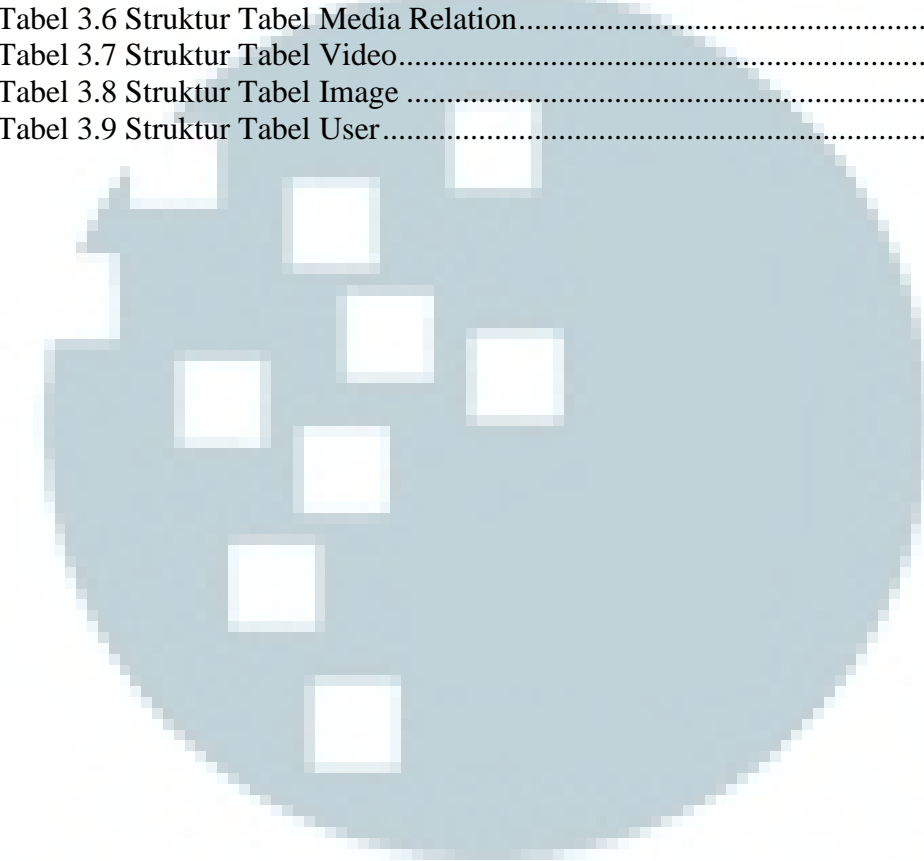 Tabel 3.6 Struktur Tabel Media Relation................................................
Tabel 3.7 Struktur Tabel Video...............................................................
Tabel 3.8 Struktur Tabel Image ..............................................................
Tabel 3.9 Struktur Tabel User.................................................................